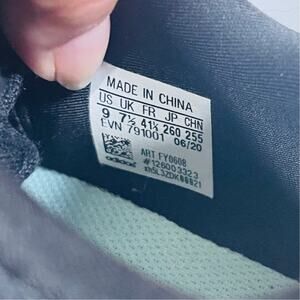 MADE IN CHINA
US UK FR JP CHN
9 7½ 41⅓ 260 255
EVN 791001 06/20
ART FY0608
adidas #126003323